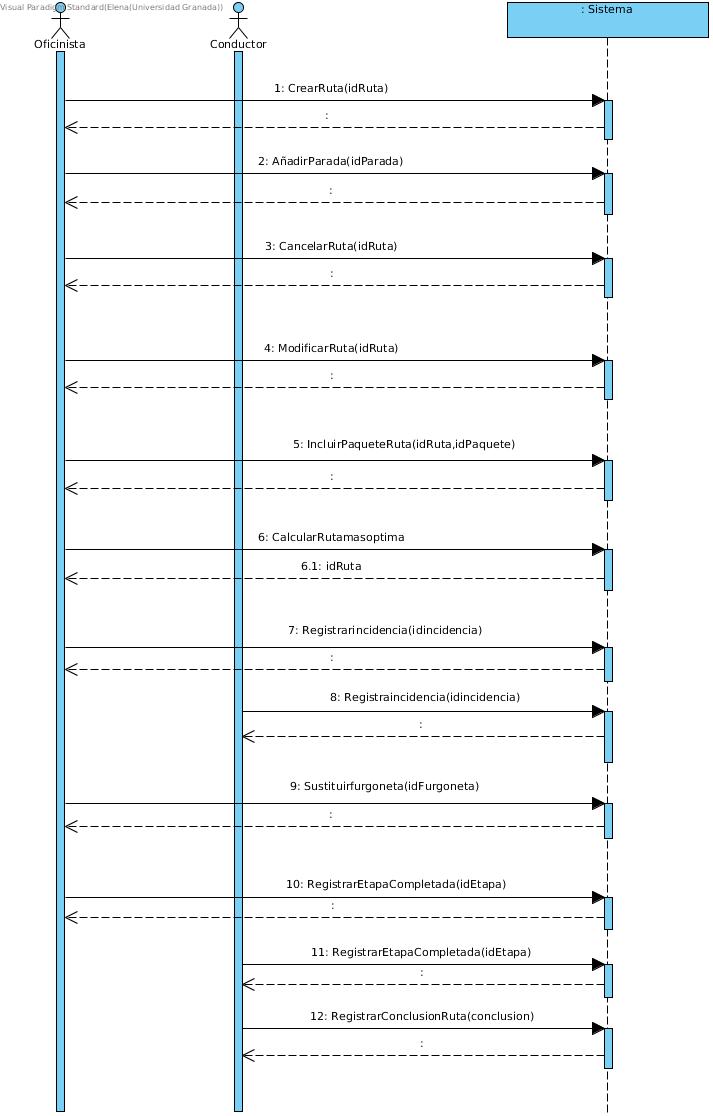 Visual Paradigm Standard(Elena(Universidad Granada))
: Sistema
Oficinista
Conductor
1: CrearRuta(idRuta)
:
2: AñadirParada(idParada)
:
3: CancelarRuta(idRuta)
:
4: ModificarRuta(idRuta)
:
5: IncluirPaqueteRuta(idRuta,idPaquete)
:
6: CalcularRutamasoptima
6.1: idRuta
7: Registrarincidencia(idincidencia)
:
8: Registraincidencia(idincidencia)
:
9: Sustituirfurgoneta(idFurgoneta)
:
10: RegistrarEtapaCompletada(idEtapa)
:
11: RegistrarEtapaCompletada(idEtapa)
:
12: RegistrarConclusionRuta(conclusion)
: